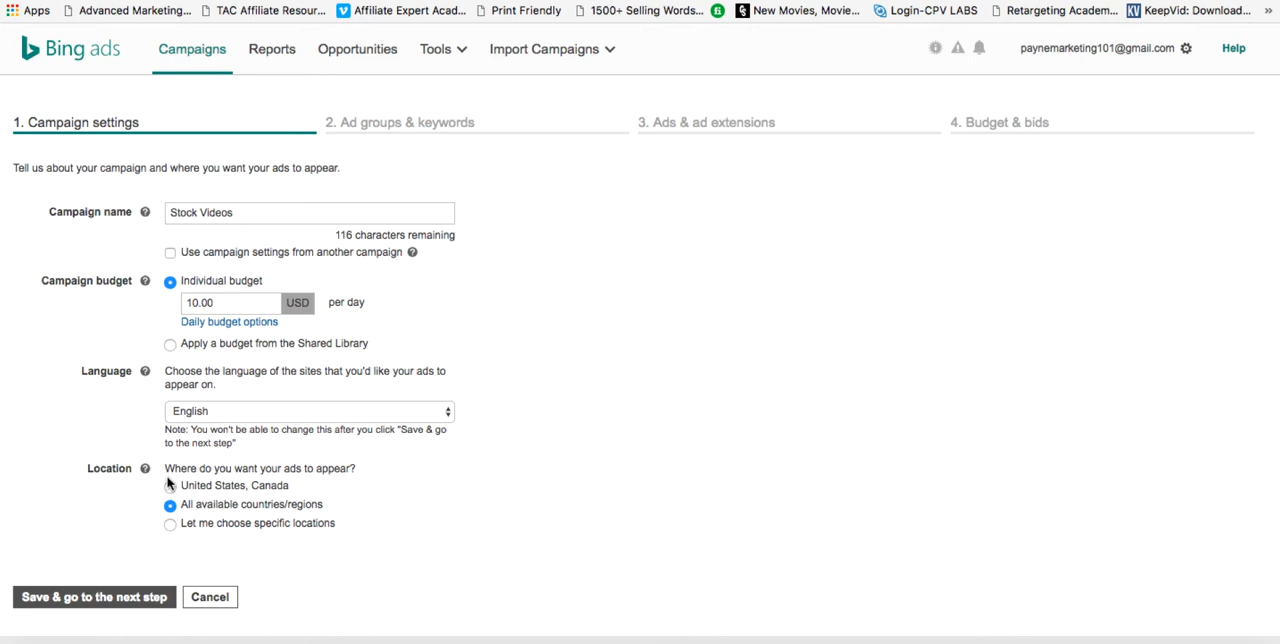 Apps Advanced Marketing... TAC Affiliate Resour... Affiliate Expert Acad... Print Friendly 1500+ Selling Words... New Movies, Movie... Login-CPV LABS Retargeting Academ... KeepVid: Download... »
Bing ads Campaigns Reports Opportunities Tools Import Campaigns paynemarketing101@gmail.com Help
1. Campaign settings 2. Ad groups & keywords 3. Ads & ad extensions 4. Budget & bids
Tell us about your campaign and where you want your ads to appear.
Campaign name Stock Videos
116 characters remaining
Use campaign settings from another campaign
Campaign budget Individual budget
10.00 USD per day
Daily budget options
Apply a budget from the Shared Library
Language Choose the language of the sites that you'd like your ads to
appear on.
English
Note: You won't be able to change this after you click "Save & go
to the next step"
Location Where do you want your ads to appear?
United States, Canada
All available countries/regions
Let me choose specific locations
Save & go to the next step Cancel